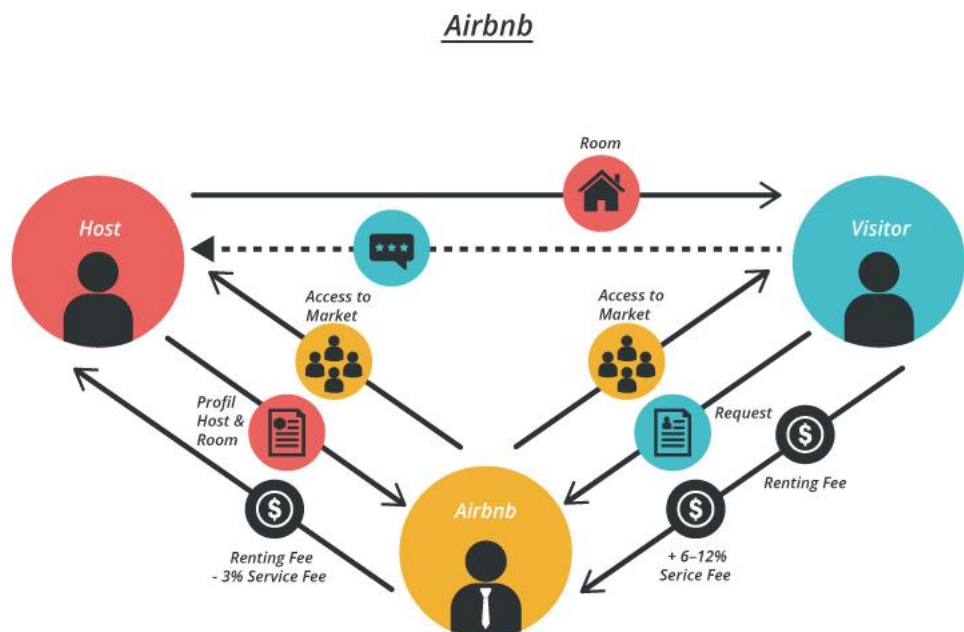 Airbnb
Room
Host
Visitor
Access to
Market
Access to
Market
Profil
Host &
Room
Request
Airbnb
Renting Fee
Renting Fee
- 3% Service Fee
+ 6–12%
Serice Fee